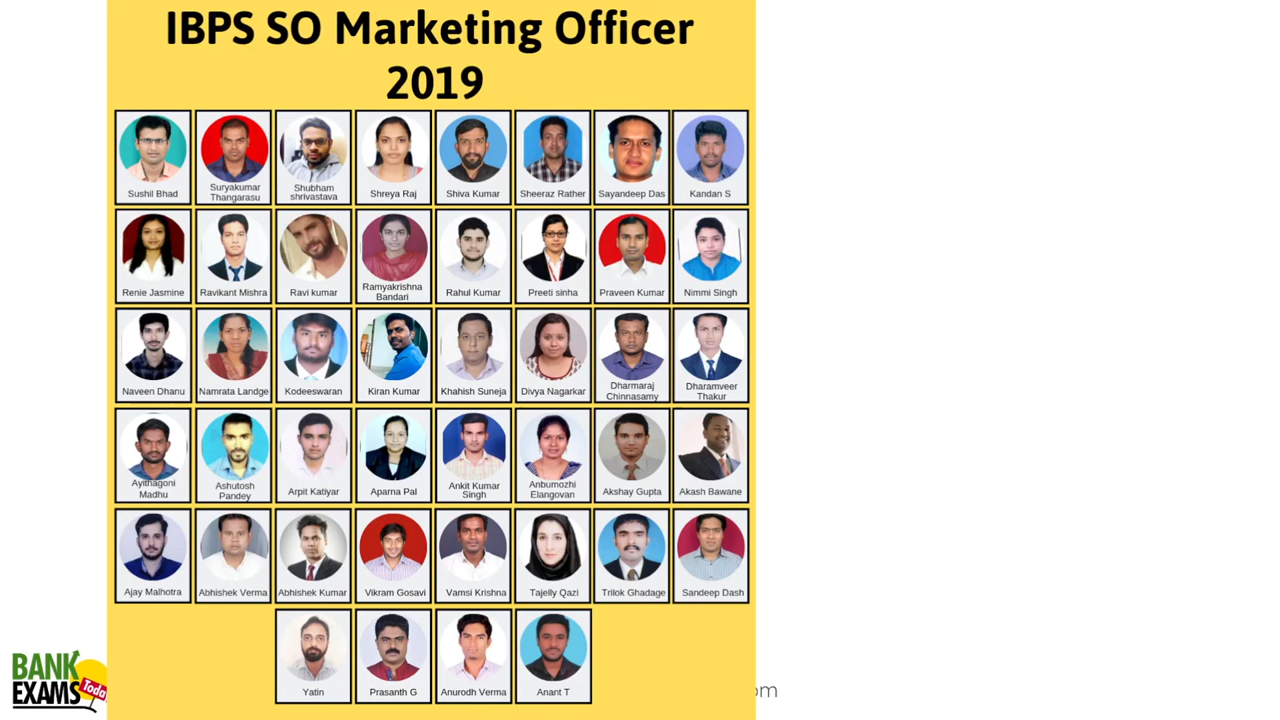 IBPS SO Marketing Officer
2019
Sushil Bhad
Suryakumar
Thangarasu
Shubham
shrivastava
Shreya Raj
Shiva Kumar
Sheeraz Rather
Sayandeep Das
Kandan S
Renie Jasmine
Ravikant Mishra
Ravi kumar
Ramyakrishna
Bandari
Rahul Kumar
Preeti sinha
Praveen Kumar
Nimmi Singh
Naveen Dhanu
Namrata Landge
Kodeeswaran
Kiran Kumar
Khahish Suneja
Divya Nagarkar
Dharmaraj
Chinnasamy
Dharamveer
Thakur
Ayithagoni
Madhu
Ashutosh
Pandey
Arpit Katiyar
Aparna Pal
Ankit Kumar
Singh
Anbumozhi
Elangovan
Akshay Gupta
Akash Bawane
Ajay Malhotra
Abhishek Verma
Abhishek Kumar
Vikram Gosavi
Vamsi Krishna
Tajelly Qazi
Trilok Ghadage
Sandeep Dash
Yatin
Prasanth G
Anurodh Verma
Anant T
BANK
EXAMS
Today